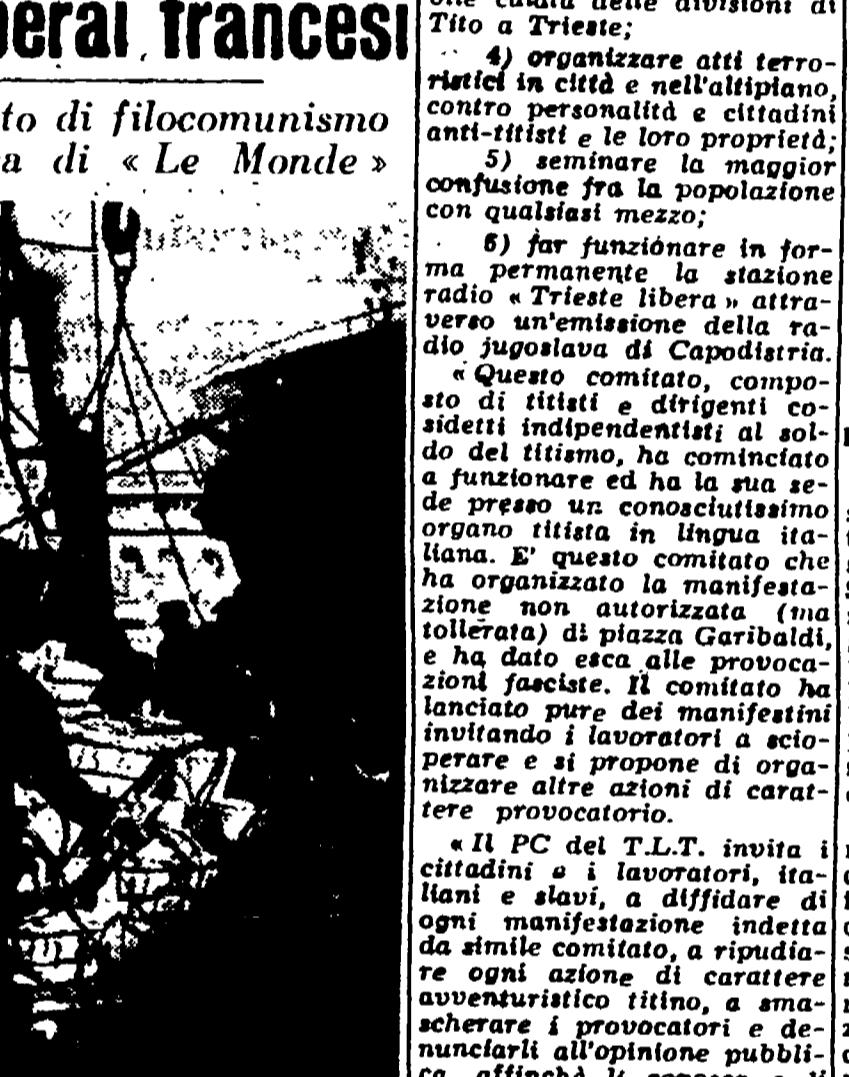 perai francesi
to di filocomunismo
a di « Le Monde »
calata delle divisioni di
Tito a Trieste;
4) organizzare atti terro-
ristici in città e nell'altipiano,
contro personalità e cittadini
anti-titisti e le loro proprietà;
5) seminare la maggior
confusione fra la popolazione
con qualsiasi mezzo;
6) far funzionare in for-
ma permanente la stazione
radio « Trieste libera » attra-
verso un'emissione della ra-
dio jugoslava di Capodistria.
« Questo comitato, compo-
sto di titisti e dirigenti co-
sidetti indipendentisti al sol-
do del titismo, ha cominciato
a funzionare ed ha la sua se-
de presso un conosciutissimo
organo titista in lingua ita-
liana. E' questo comitato che
ha organizzato la manifesta-
zione non autorizzata (ma
tollerata) di piazza Garibaldi,
e ha dato esca alle provoca-
zioni fasciste. Il comitato ha
lanciato pure dei manifestini
invitando i lavoratori a scio-
perare e si propone di orga-
nizzare altre azioni di carat-
tere provocatorio.
« Il PC del T.L.T. invita i
cittadini e i lavoratori, ita-
liani e slavi, a diffidare di
ogni manifestazione indetta
da simile comitato, a ripudia-
re ogni azione di carattere
avventuristico titino, a sma-
scherare i provocatori e de-
nunciarli all'opinione pubbli-